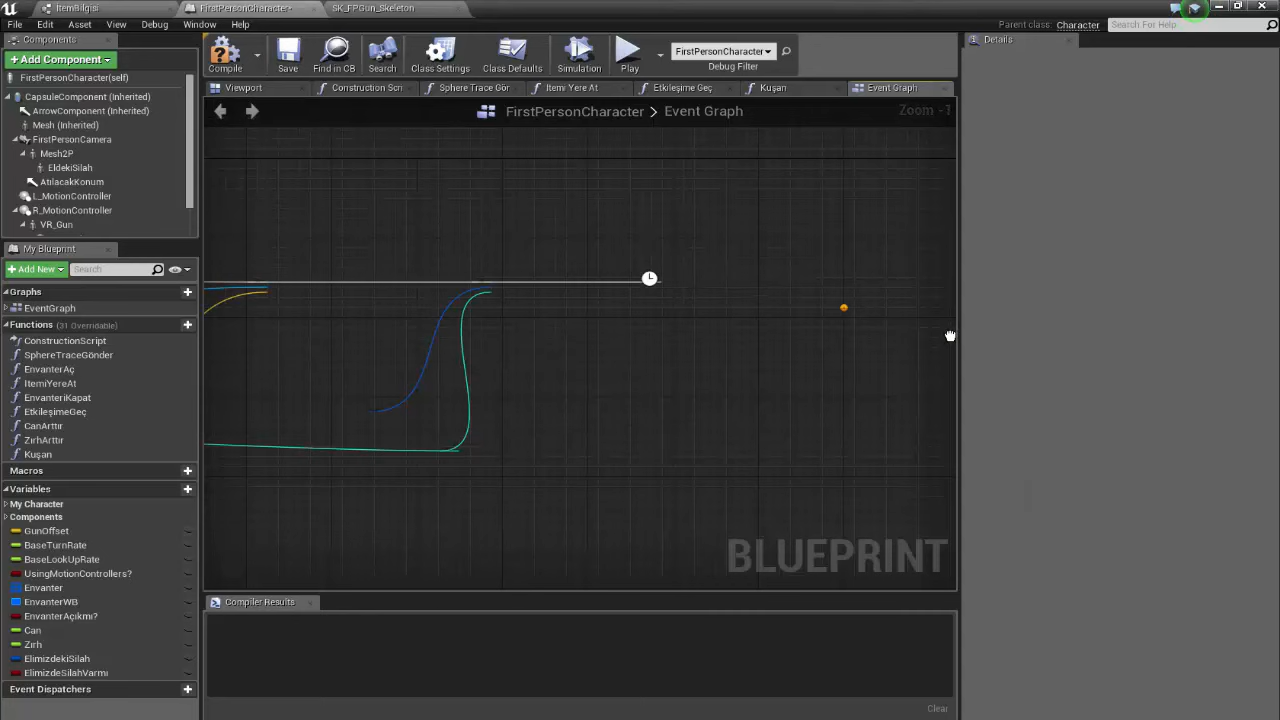 ItemBilgisi
FirstPersonCharacter*
SK_FPGun_Skeleton
File Edit Asset View Debug Window Help
Parent class: Character
Search For Help
Components
+ Add Component
FirstPersonCharacter(self)
CapsuleComponent (Inherited)
ArrowComponent (Inherited)
Mesh (Inherited)
FirstPersonCamera
Mesh2P
EldekiSilah
AtılacakKonum
L_MotionController
R_MotionController
VR_Gun
My Blueprint
+ Add New
Search
Graphs
EventGraph
Functions (31 Overridable)
ConstructionScript
SphereTraceGönder
EnvanterAç
ItemiYereAt
EnvanteriKapat
EtkileşimeGeç
CanArttır
ZırhArttır
Kuşan
Macros
Variables
My Character
Components
GunOffset
BaseTurnRate
BaseLookUpRate
UsingMotionControllers?
Envanter
EnvanterWB
EnvanterAçıkmı?
Can
Zırh
ElimizdekiSilah
ElimizdeSilahVarmı
Event Dispatchers
Compile
Save
Find in CB
Search
Class Settings
Class Defaults
Simulation
Play
FirstPersonCharacter
Debug Filter
Viewport
Construction Scri
Sphere Trace Gör
Itemi Yere At
Etkileşime Geç
Kuşan
Event Graph
FirstPersonCharacter > Event Graph
Zoom -1
BLUEPRINT
Compiler Results
Clear
Details